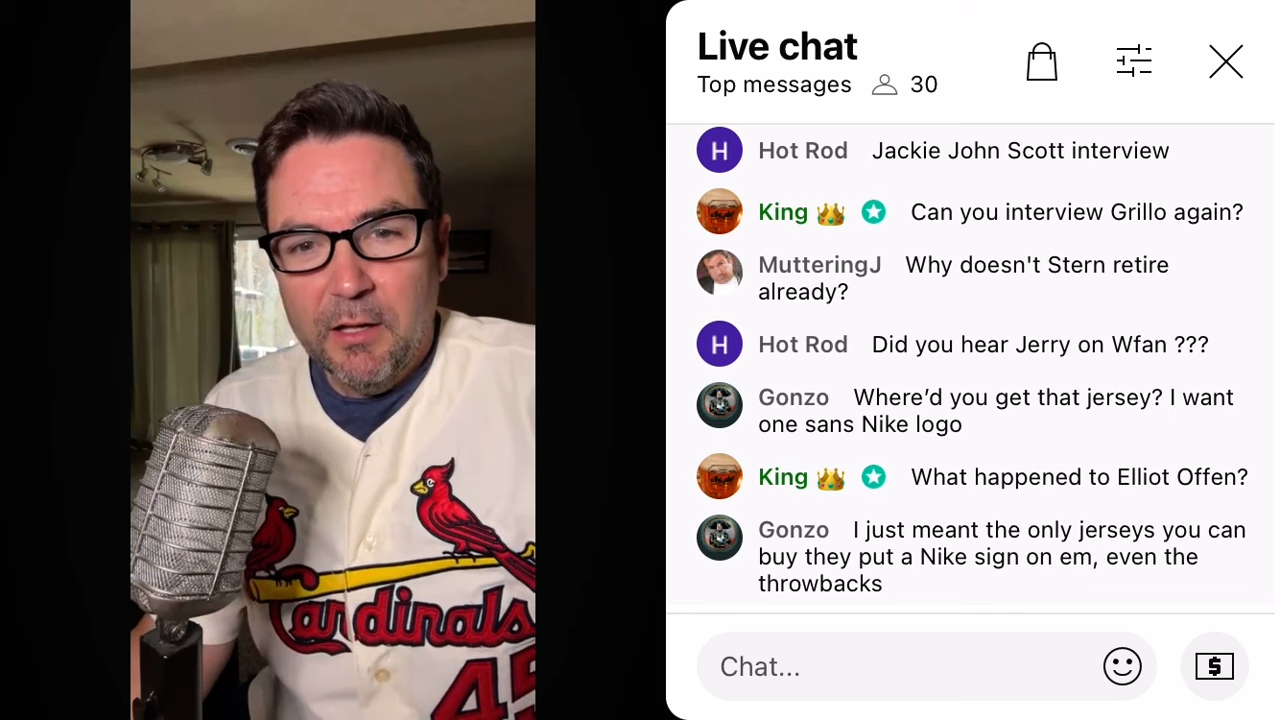 Live chat
Top messages 30
H Hot Rod Jackie John Scott interview
King Can you interview Grillo again?
MutteringJ Why doesn't Stern retire
already?
H Hot Rod Did you hear Jerry on Wfan ???
Gonzo Where’d you get that jersey? I want
one sans Nike logo
King What happened to Elliot Offen?
Gonzo I just meant the only jerseys you can
buy they put a Nike sign on em, even the
throwbacks
Chat...
$
Cardinals
45